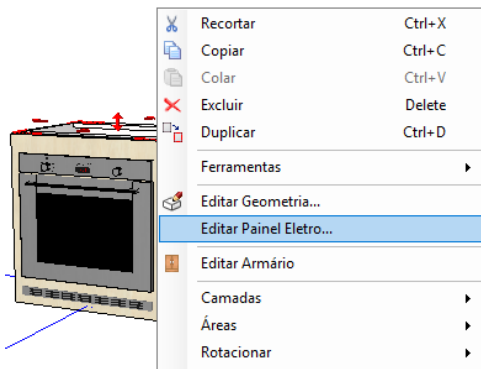 Recortar Ctrl+X
Copiar Ctrl+C
Colar Ctrl+V
Excluir Delete
Duplicar Ctrl+D
Ferramentas
Editar Geometria...
Editar Painel Eletro...
Editar Armário
Camadas
Áreas
Rotacionar